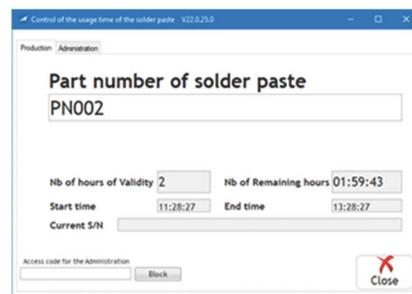 Control of the usage time of the solder paste V22.0.25.0
Production Administration
Part number of solder paste
PN002
Nb of hours of Validity 2 Nb of Remaining hours 01:59:43
Start time 11:28:27 End time 13:28:27
Current S/N
Access code for the Administration
Block
Close